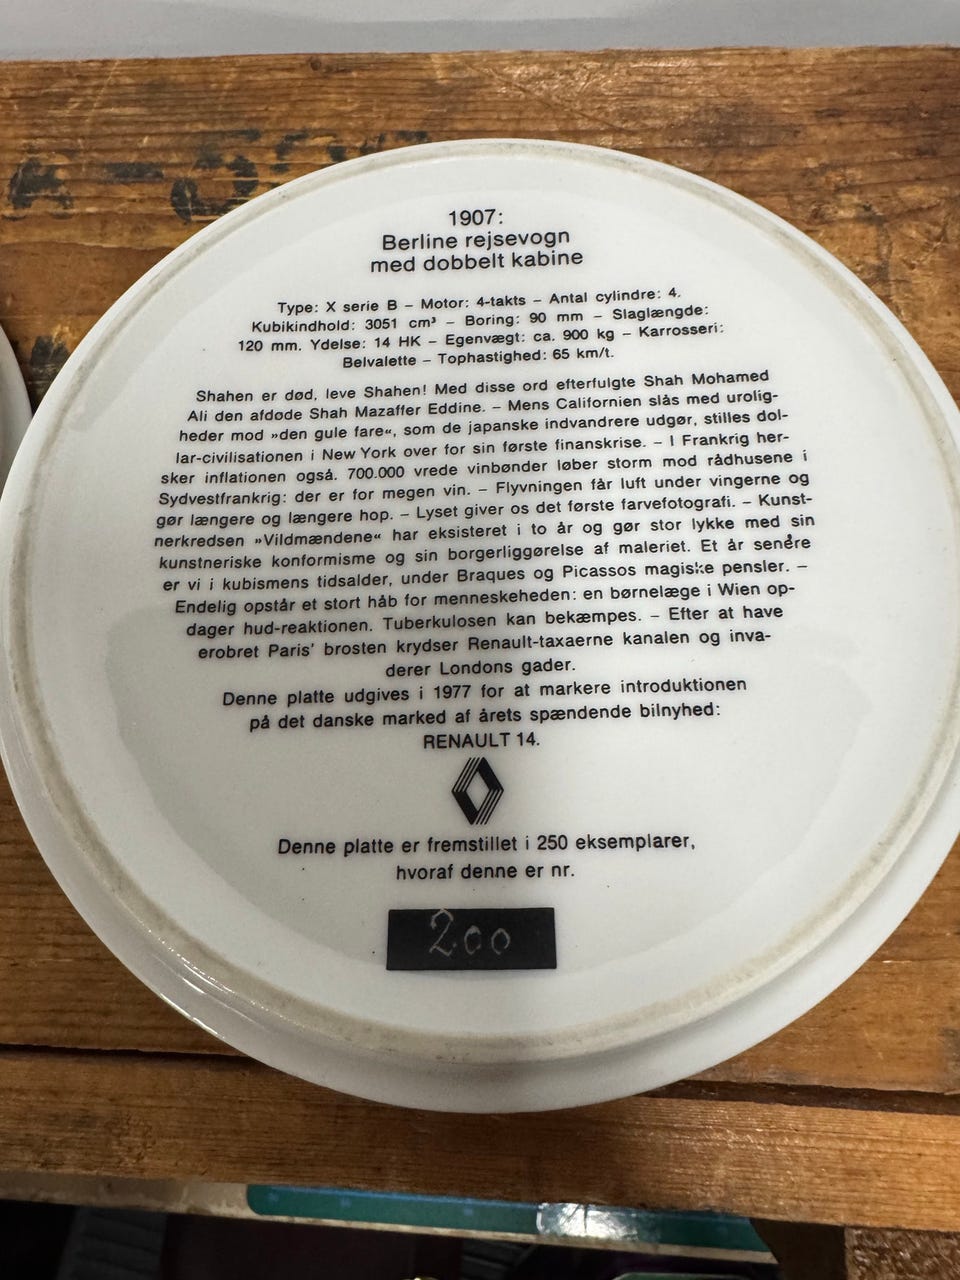 1907:
Berline rejsevogn
med dobbelt kabine
Type: X serie B – Motor: 4-takts – Antal cylindre: 4.
Kubikindhold: 3051 cm³ – Boring: 90 mm – Slaglængde:
120 mm. Ydelse: 14 HK – Egenvægt: ca. 900 kg – Karrosseri:
Belvalette – Tophastighed: 65 km/t.
Shahen er død, leve Shahen! Med disse ord efterfulgte Shah Mohamed
Ali den afdøde Shah Mazaffer Eddine. – Mens Californien slås med urolig-
heder mod »den gule fare«, som de japanske indvandrere udgør, stilles dol-
lar-civilisationen i New York over for sin første finanskrise. – I Frankrig her-
sker inflationen også. 700.000 vrede vinbønder løber storm mod rådhusene i
Sydvestfrankrig: der er for megen vin. – Flyvningen får luft under vingerne og
gør længere og længere hop. – Lyset giver os det første farvefotografi. – Kunst-
nerkredsen »Vildmændene« har eksisteret i to år og gør stor lykke med sin
kunstneriske konformisme og sin borgerliggørelse af maleriet. Et år senere
er vi i kubismens tidsalder, under Braques og Picassos magiske pensler. –
Endelig opstår et stort håb for menneskeheden: en børnelæge i Wien op-
dager hud-reaktionen. Tuberkulosen kan bekæmpes. – Efter at have
erobret Paris' brosten krydser Renault-taxaerne kanalen og inva-
derer Londons gader.
Denne platte udgives i 1977 for at markere introduktionen
på det danske marked af årets spændende bilnyhed:
RENAULT 14.
Denne platte er fremstillet i 250 eksemplarer,
hvoraf denne er nr.
200